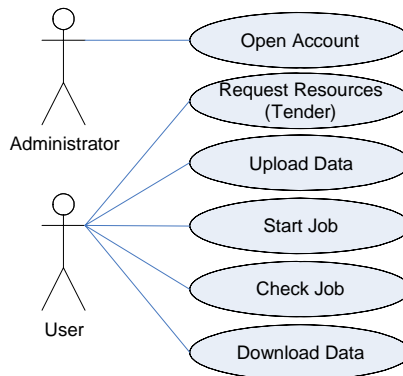 Open Account
Request Resources
(Tender)
Administrator
Upload Data
Start Job
Check Job
User
Download Data